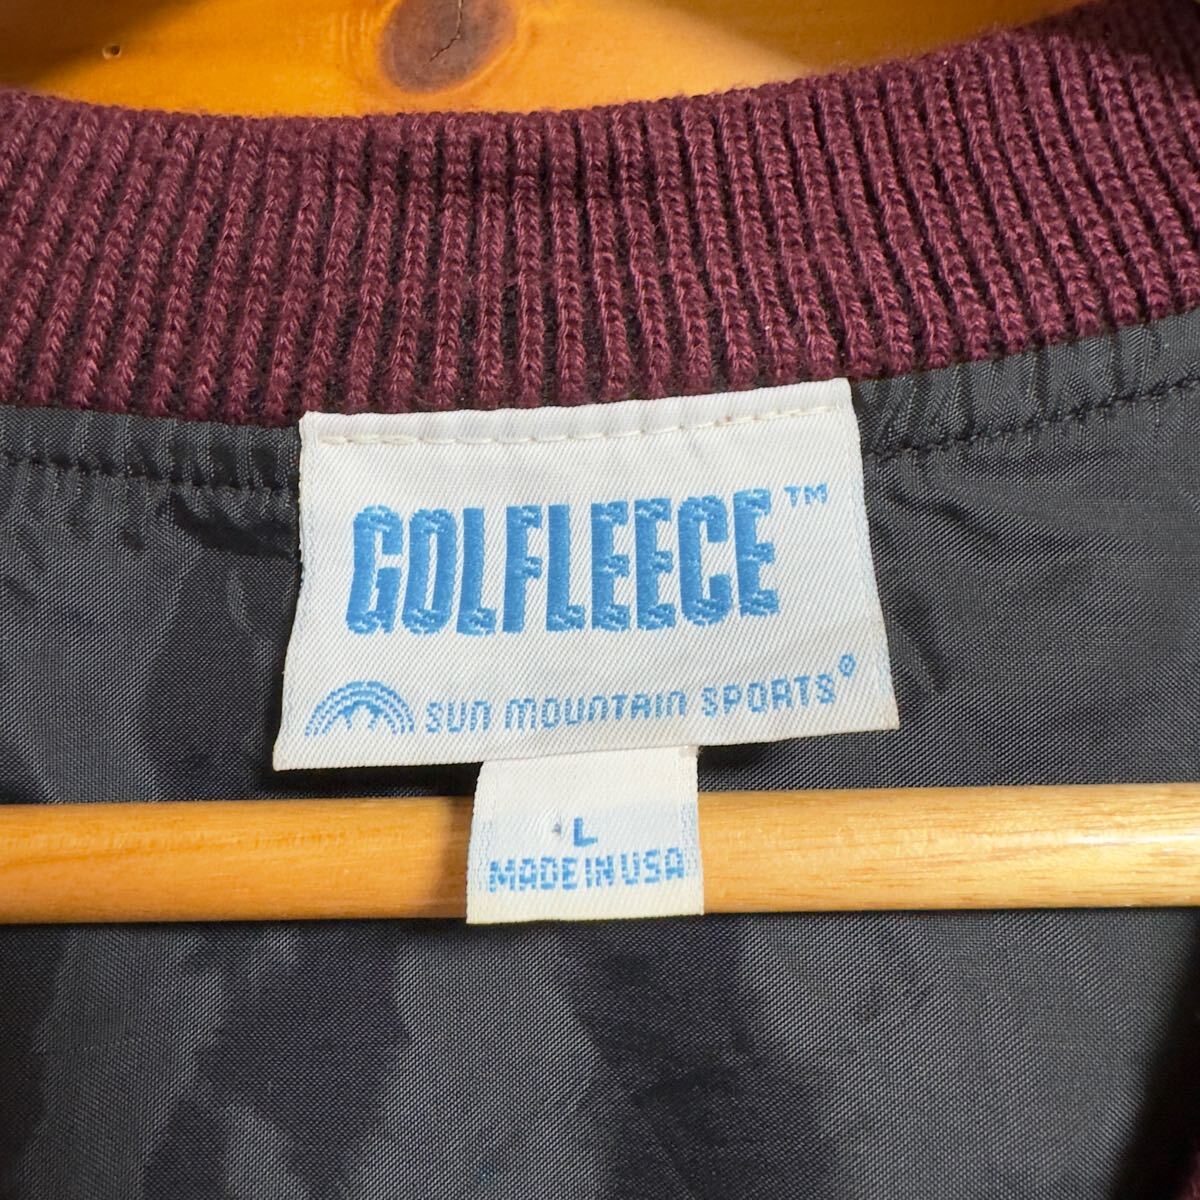 GOLFLEECE™
SUN MOUNTAIN SPORTS®
L
MADE IN USA